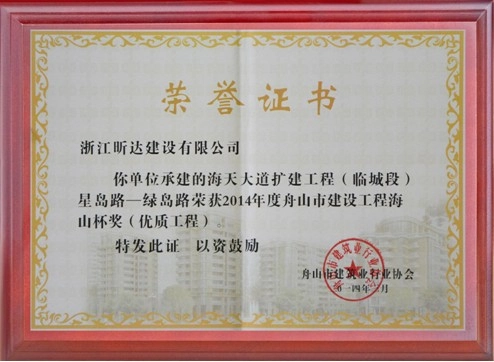 荣誉证书
浙江昕达建设有限公司
你单位承建的海天大道扩建工程（临城段）
星岛路—绿岛路荣获2014年度舟山市建设工程海
山杯奖（优质工程）
特发此证 以资鼓励
舟山市建筑业行业协会